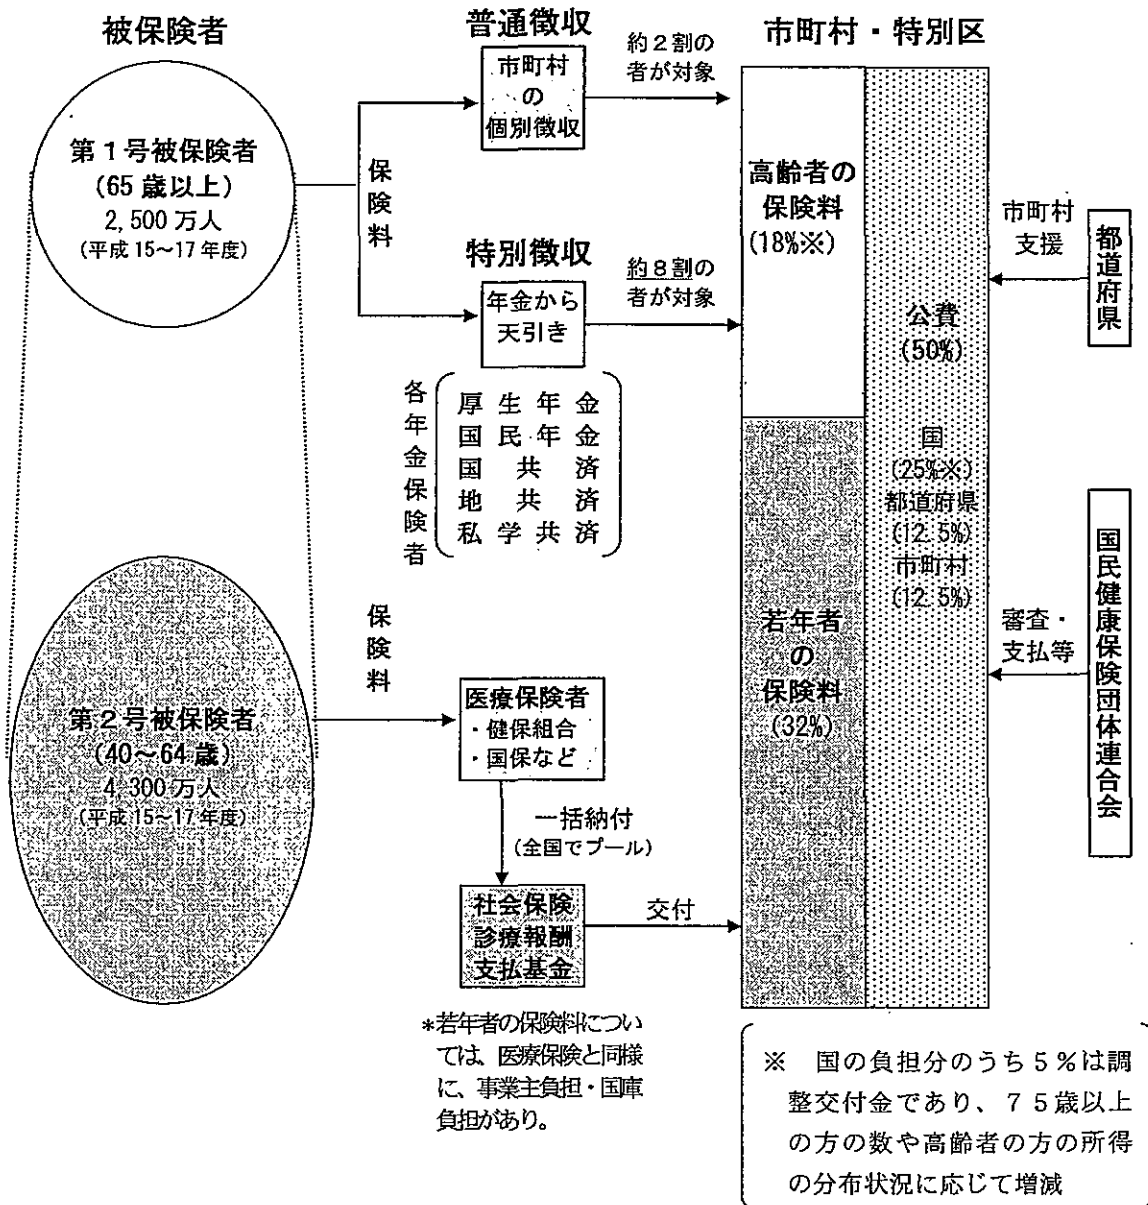 被保険者
第1号被保険者
(65歳以上)
2,500万人
(平成15〜17年度)
第2号被保険者
(40〜64歳)
4,300万人
(平成15〜17年度)
保険料
普通徴収
市町村
の
個別徴収
約2割の
者が対象
特別徴収
年金から
天引き
約8割の
者が対象
各年金保険者
厚生年金
国民年金
国共済
地共済
私学共済
保険料
医療保険者
・健保組合
・国保など
一括納付
(全国でプール)
社会保険
診療報酬
支払基金
交付
*若年者の保険料につい
ては、医療保険と同様
に、事業主負担・国庫
負担があり。
市町村・特別区
高齢者の
保険料
(18%※)
若年者
の
保険料
(32%)
公費
(50%)
国
(25%※)
都道府県
(12.5%)
市町村
(12.5%)
市町村
支援
都道府県
審査・
支払等
国民健康保険団体連合会
※ 国の負担分のうち5%は調
整交付金であり、75歳以上
の方の数や高齢者の方の所得
の分布状況に応じて増減